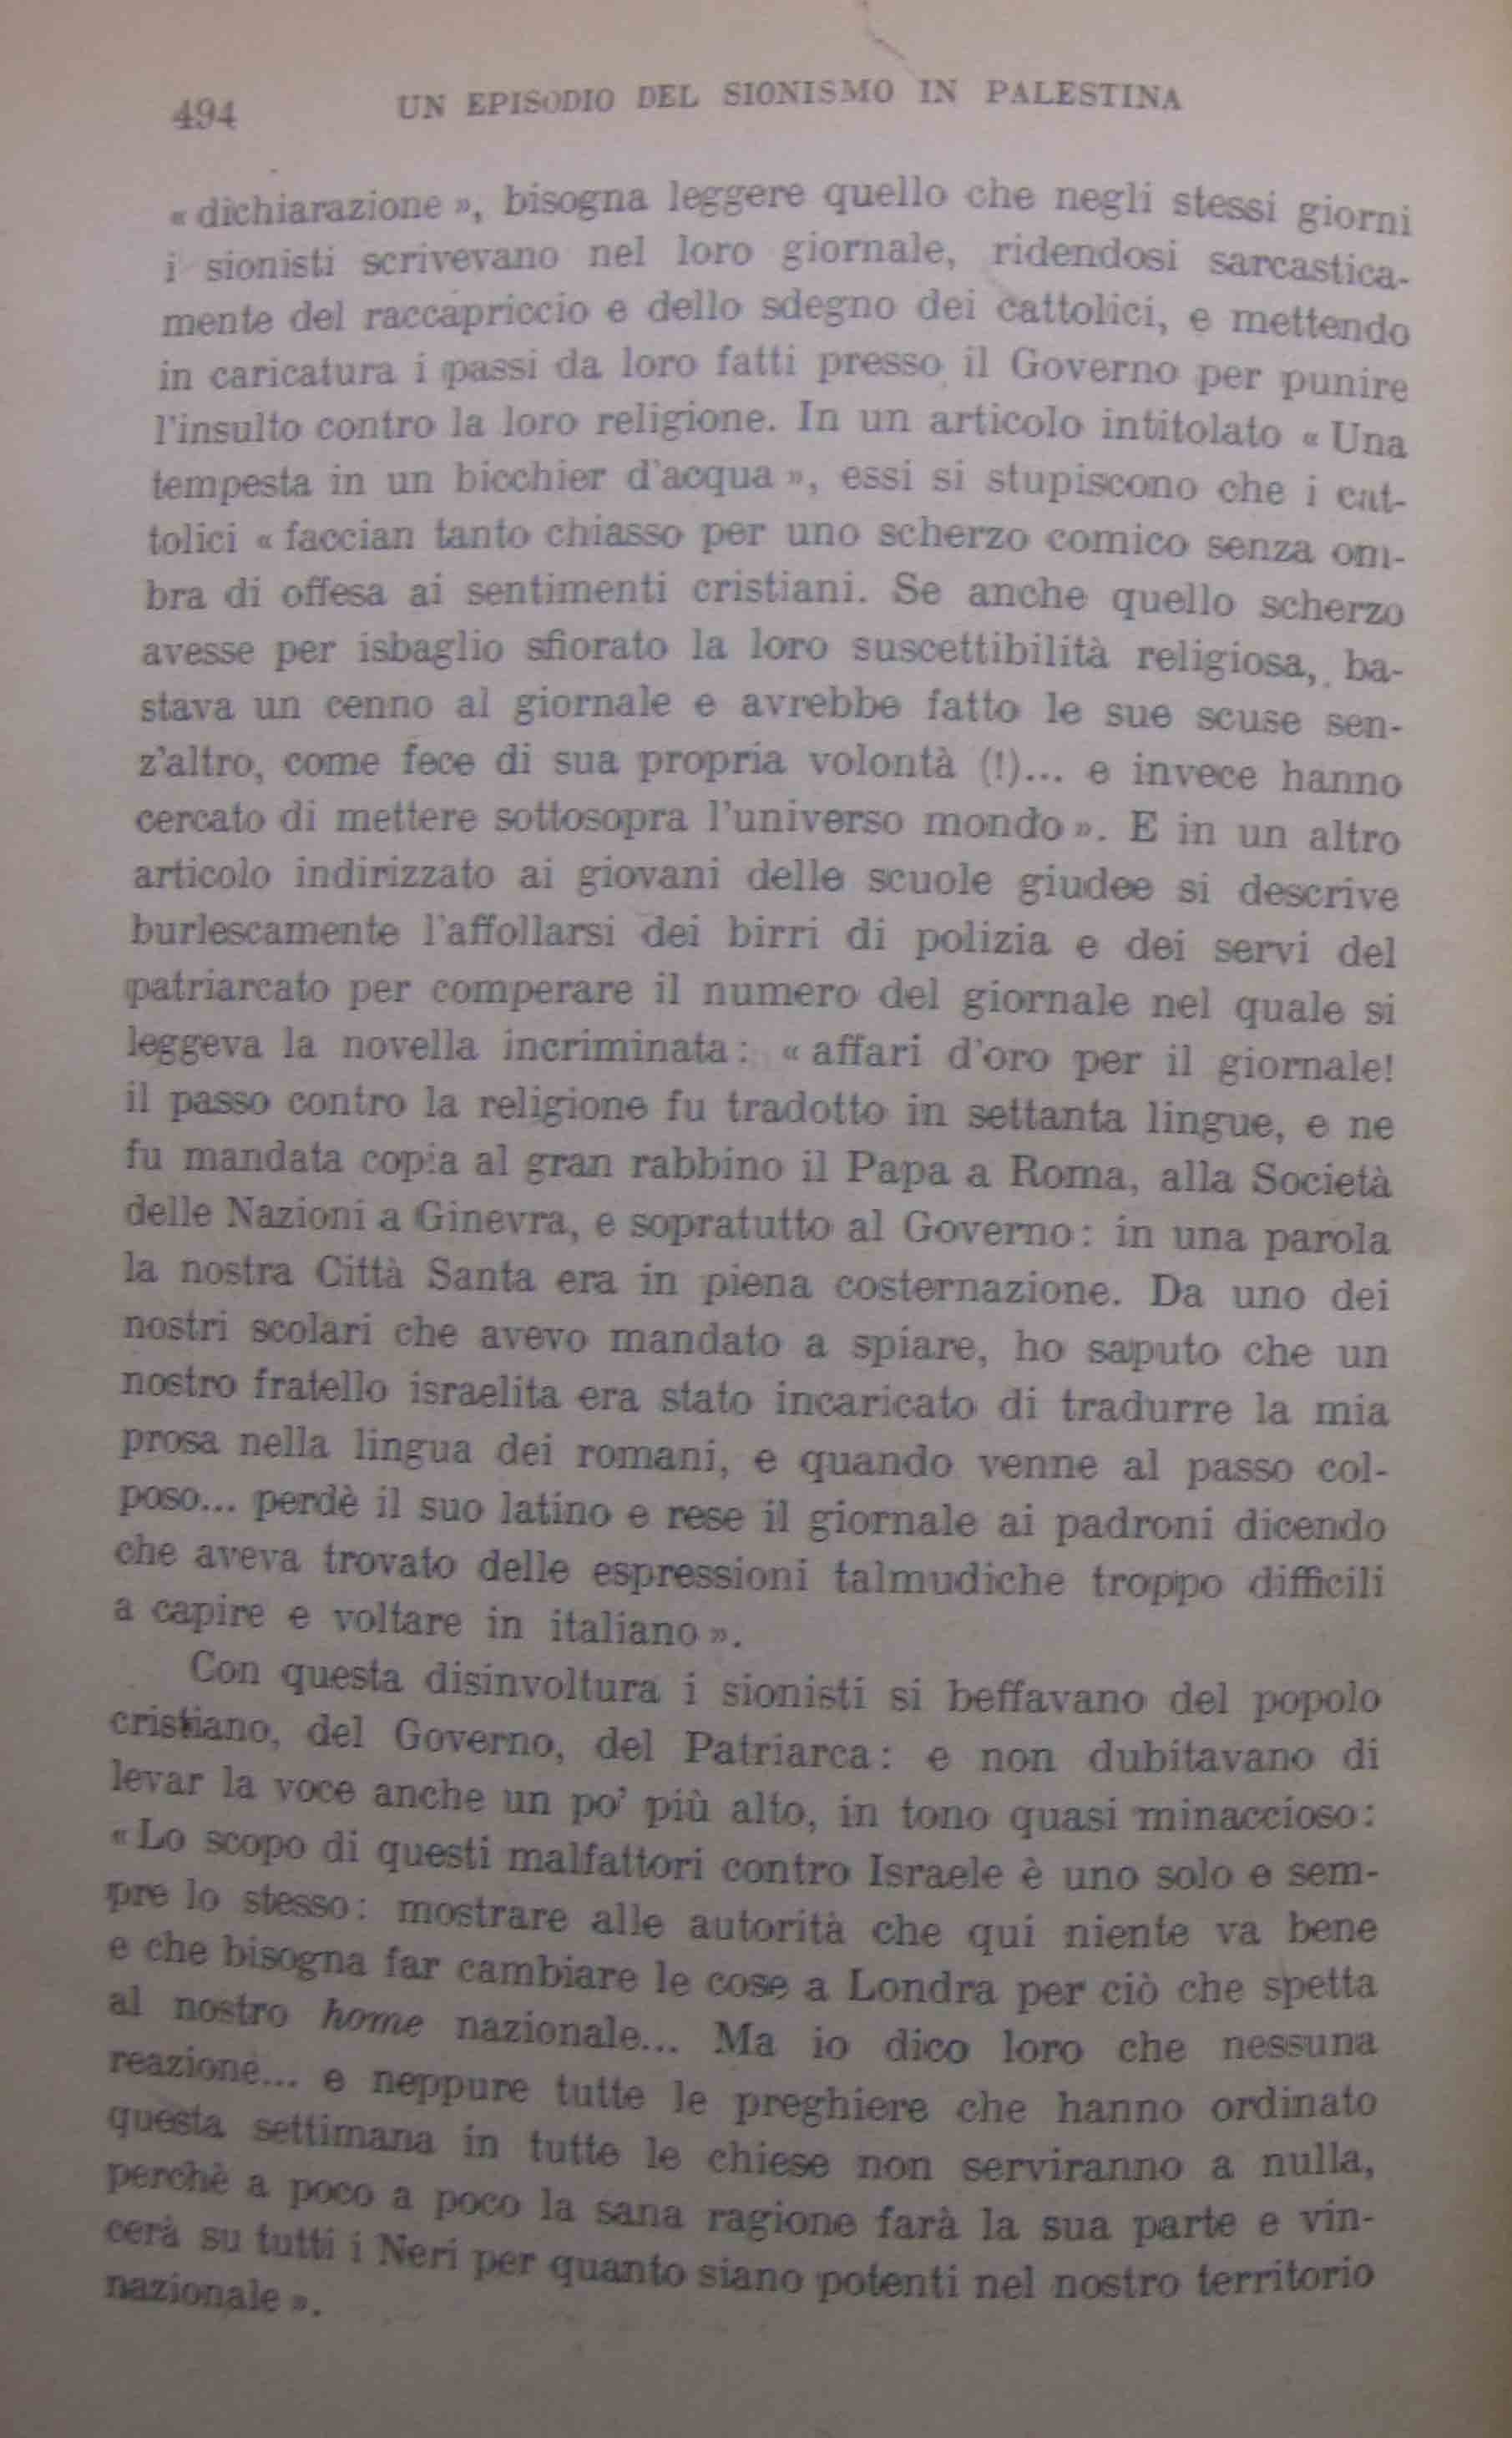 494 UN EPISODIO DEL SIONISMO IN PALESTINA
« dichiarazione », bisogna leggere quello che negli stessi giorni
i sionisti scrivevano nel loro giornale, ridendosi sarcastica-
mente del raccapriccio e dello sdegno dei cattolici, e mettendo
in caricatura i passi da loro fatti presso il Governo per punire
l'insulto contro la loro religione. In un articolo intitolato « Una
tempesta in un bicchier d'acqua », essi si stupiscono che i cat-
tolici « faccian tanto chiasso per uno scherzo comico senza om-
bra di offesa ai sentimenti cristiani. Se anche quello scherzo
avesse per isbaglio sfiorato la loro suscettibilità religiosa, ba-
stava un cenno al giornale e avrebbe fatto le sue scuse sen-
z'altro, come fece di sua propria volontà (!)... e invece hanno
cercato di mettere sottosopra l'universo mondo ». E in un altro
articolo indirizzato ai giovani delle scuole giudee si descrive
burlescamente l'affollarsi dei birri di polizia e dei servi del
patriarcato per comperare il numero del giornale nel quale si
leggeva la novella incriminata: « affari d'oro per il giornale!
il passo contro la religione fu tradotto in settanta lingue, e ne
fu mandata copia al gran rabbino il Papa a Roma, alla Società
delle Nazioni a Ginevra, e sopratutto al Governo: in una parola
la nostra Città Santa era in piena costernazione. Da uno dei
nostri scolari che avevo mandato a spiare, ho saputo che un
nostro fratello israelita era stato incaricato di tradurre la mia
prosa nella lingua dei romani, e quando venne al passo col-
poso... perdè il suo latino e rese il giornale ai padroni dicendo
che aveva trovato delle espressioni talmudiche troppo difficili
a capire e voltare in italiano ».
Con questa disinvoltura i sionisti si beffavano del popolo
cristiano, del Governo, del Patriarca: e non dubitavano di
levar la voce anche un po' più alto, in tono quasi minaccioso:
« Lo scopo di questi malfattori contro Israele è uno solo e sem-
pre lo stesso: mostrare alle autorità che qui niente va bene
e che bisogna far cambiare le cose a Londra per ciò che spetta
al nostro home nazionale... Ma io dico loro che nessuna
reazione... e neppure tutte le preghiere che hanno ordinato
questa settimana in tutte le chiese non serviranno a nulla,
perchè a poco a poco la sana ragione farà la sua parte e vin-
cerà su tutti i Neri per quanto siano potenti nel nostro territorio
nazionale ».